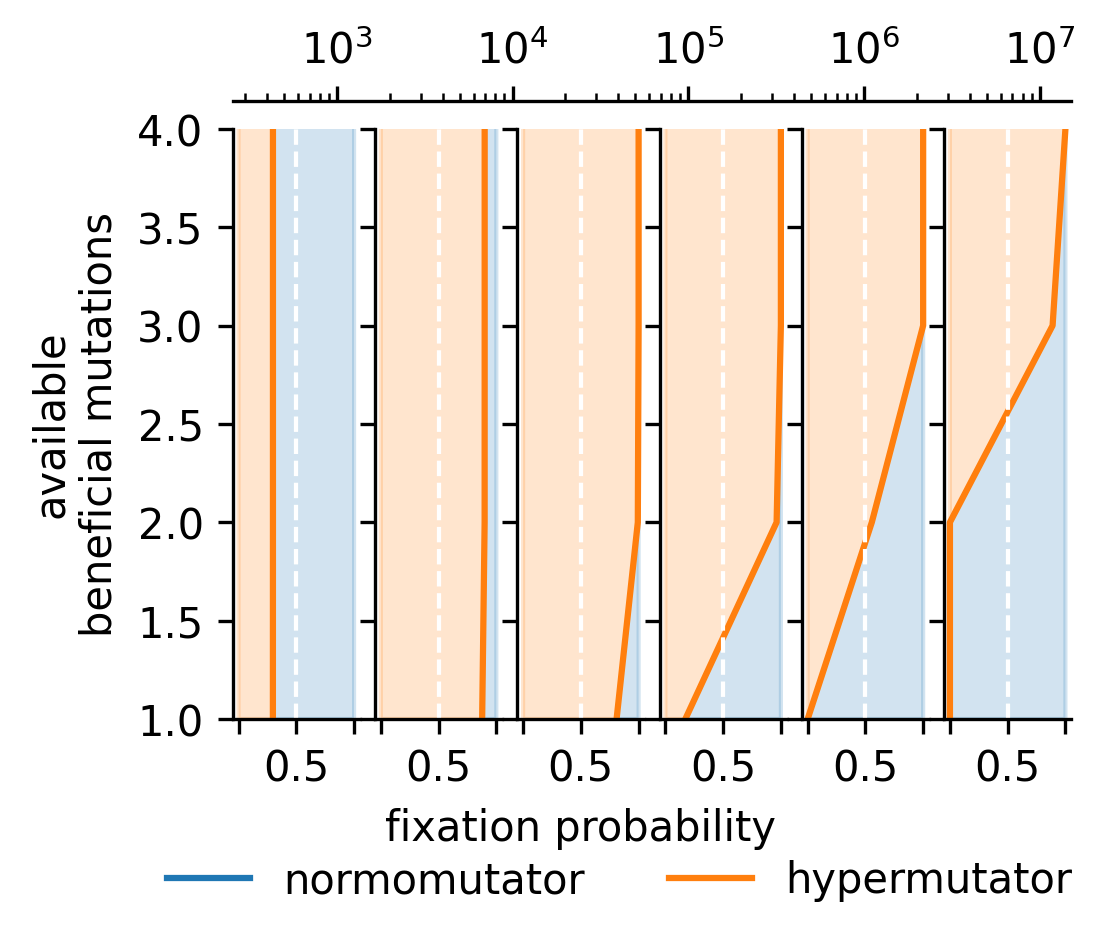 10³ 10⁴ 10⁵ 10⁶ 10⁷
4.0
3.5
3.0
2.5
2.0
1.5
1.0
available
beneficial mutations
0.5 0.5 0.5 0.5 0.5 0.5
fixation probability
normomutator hypermutator